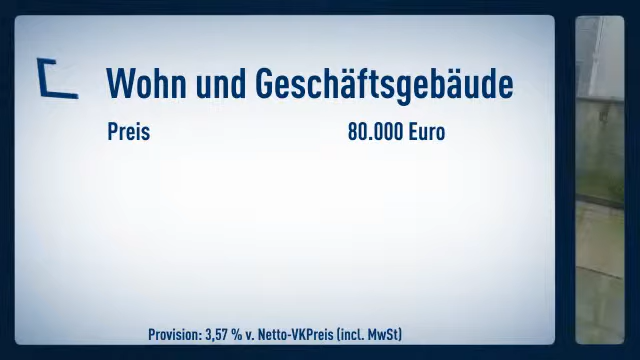 Wohn und Geschäftsgebäude
Preis 80.000 Euro
Provision: 3,57 % v. Netto-VKPreis (incl. MwSt)